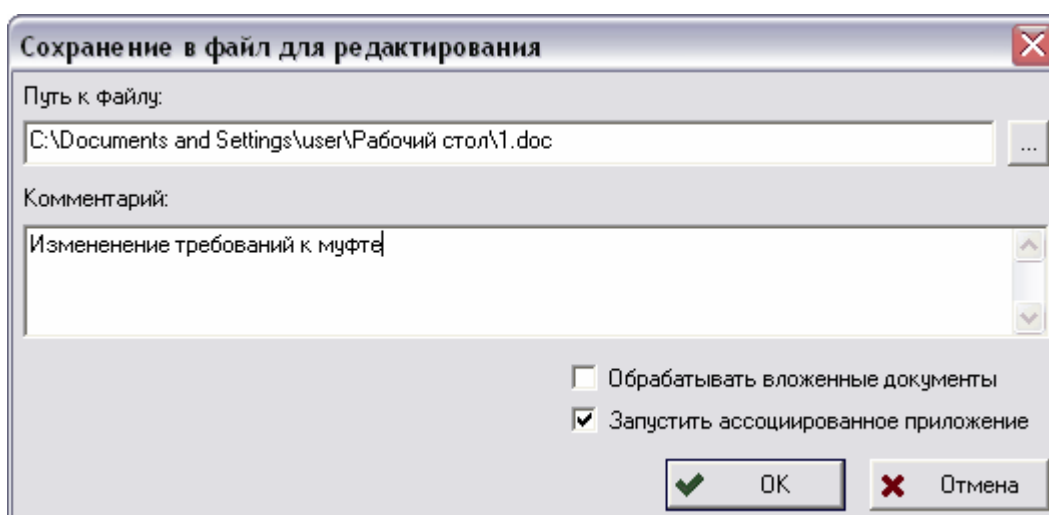 Сохранение в файл для редактирования
Путь к файлу:
C:\Documents and Settings\user\Рабочий стол\1.doc
...
Комментарий:
Измененение требований к муфте
Обрабатывать вложенные документы
Запустить ассоциированное приложение
OK Отмена